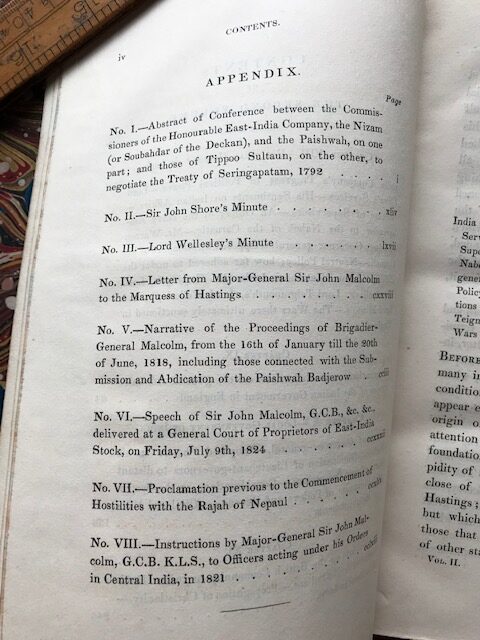 CONTENTS.
iv
APPENDIX.
Page
No. I.—Abstract of Conference between the Commis-
sioners of the Honourable East-India Company, the Nizam
(or Soubahdar of the Deckan), and the Paishwah, on one
part; and those of Tippoo Sultaun, on the other, to
negotiate the Treaty of Seringapatam, 1792 . . . . . i
No. II.—Sir John Shore's Minute . . . . . . . . xiv
No. III.—Lord Wellesley's Minute . . . . . . . lxvii
No. IV.—Letter from Major-General Sir John Malcolm
to the Marquess of Hastings . . . . . . . cxxviii
No. V.—Narrative of the Proceedings of Brigadier-
General Malcolm, from the 16th of January till the 20th
of June, 1818, including those connected with the Sub-
mission and Abdication of the Paishwah Badjerow . cciii
No. VI.—Speech of Sir John Malcolm, G.C.B., &c. &c.,
delivered at a General Court of Proprietors of East-India
Stock, on Friday, July 9th, 1824 . . . . . .
No. VII.—Proclamation previous to the Commencement of
Hostilities with the Rajah of Nepaul . . . . .
No. VIII.—Instructions by Major-General Sir John Mal-
colm, G.C.B. K.L.S., to Officers acting under his Orders
in Central India, in 1821 . . . . . . .
India
Serv
Supe
Nab
gener
Policy
tions
Teign
Wars
BEFORE
many in
condition
appear e
origin o
attention
foundatio
pidity of
close of
Hastings;
but which
those that
of other sta
VOL. II.